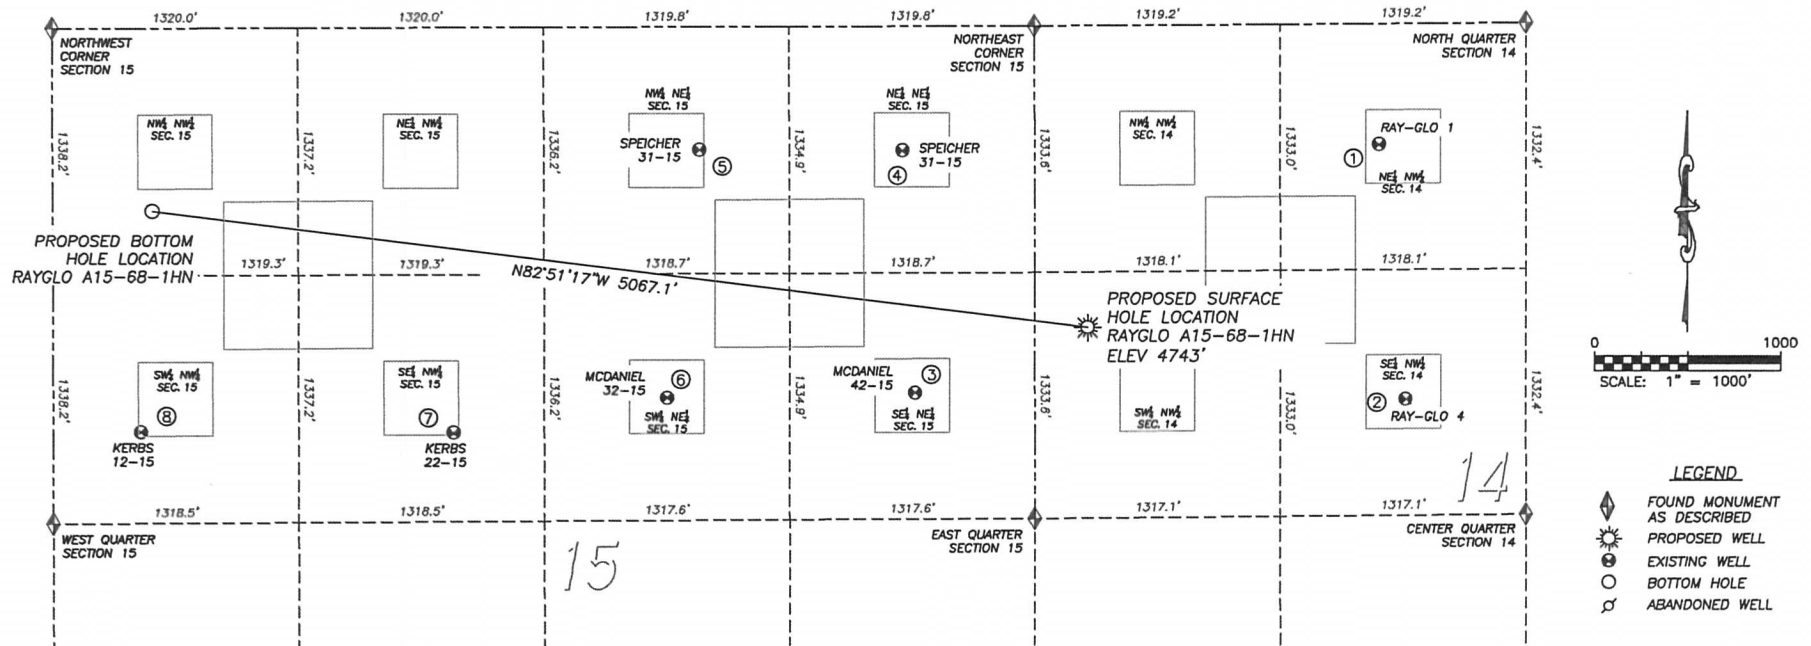 1320.0' 1320.0' 1319.8' 1319.8' 1319.2' 1319.2'
NORTHWEST
CORNER
SECTION 15
NORTHEAST
CORNER
SECTION 15
NORTH QUARTER
SECTION 14
NW¼ NW¼
SEC. 15
NE¼ NW¼
SEC. 15
NW¼ NE¼
SEC. 15
NE¼ NE¼
SEC. 15
NW¼ NW¼
SEC. 14
NE¼ NW¼
SEC. 14
1338.2' 1337.2' 1336.2' 1334.9' 1333.6' 1333.0' 1332.4'
SPEICHER
31-15
5
SPEICHER
31-15
4
RAY-GLO 1
1
PROPOSED BOTTOM
HOLE LOCATION
RAYGLO A15-68-1HN
1319.3' 1319.3' 1318.7' 1318.7' 1318.1' 1318.1'
N82°51'17"W 5067.1'
PROPOSED SURFACE
HOLE LOCATION
RAYGLO A15-68-1HN
ELEV 4743'
SW¼ NW¼
SEC. 15
8
KERBS
12-15
SE¼ NW¼
SEC. 15
7
KERBS
22-15
MCDANIEL
32-15
6
SW¼ NE¼
SEC. 15
MCDANIEL
42-15
3
SE¼ NE¼
SEC. 15
SW¼ NW¼
SEC. 14
SE¼ NW¼
SEC. 14
2
RAY-GLO 4
1338.2' 1337.2' 1336.2' 1334.9' 1333.6' 1333.0' 1332.4'
1318.5' 1318.5' 1317.6' 1317.6' 1317.1' 1317.1'
WEST QUARTER
SECTION 15
EAST QUARTER
SECTION 15
CENTER QUARTER
SECTION 14
15
14
0 1000
SCALE: 1" = 1000'
LEGEND
FOUND MONUMENT
AS DESCRIBED
PROPOSED WELL
EXISTING WELL
BOTTOM HOLE
ABANDONED WELL